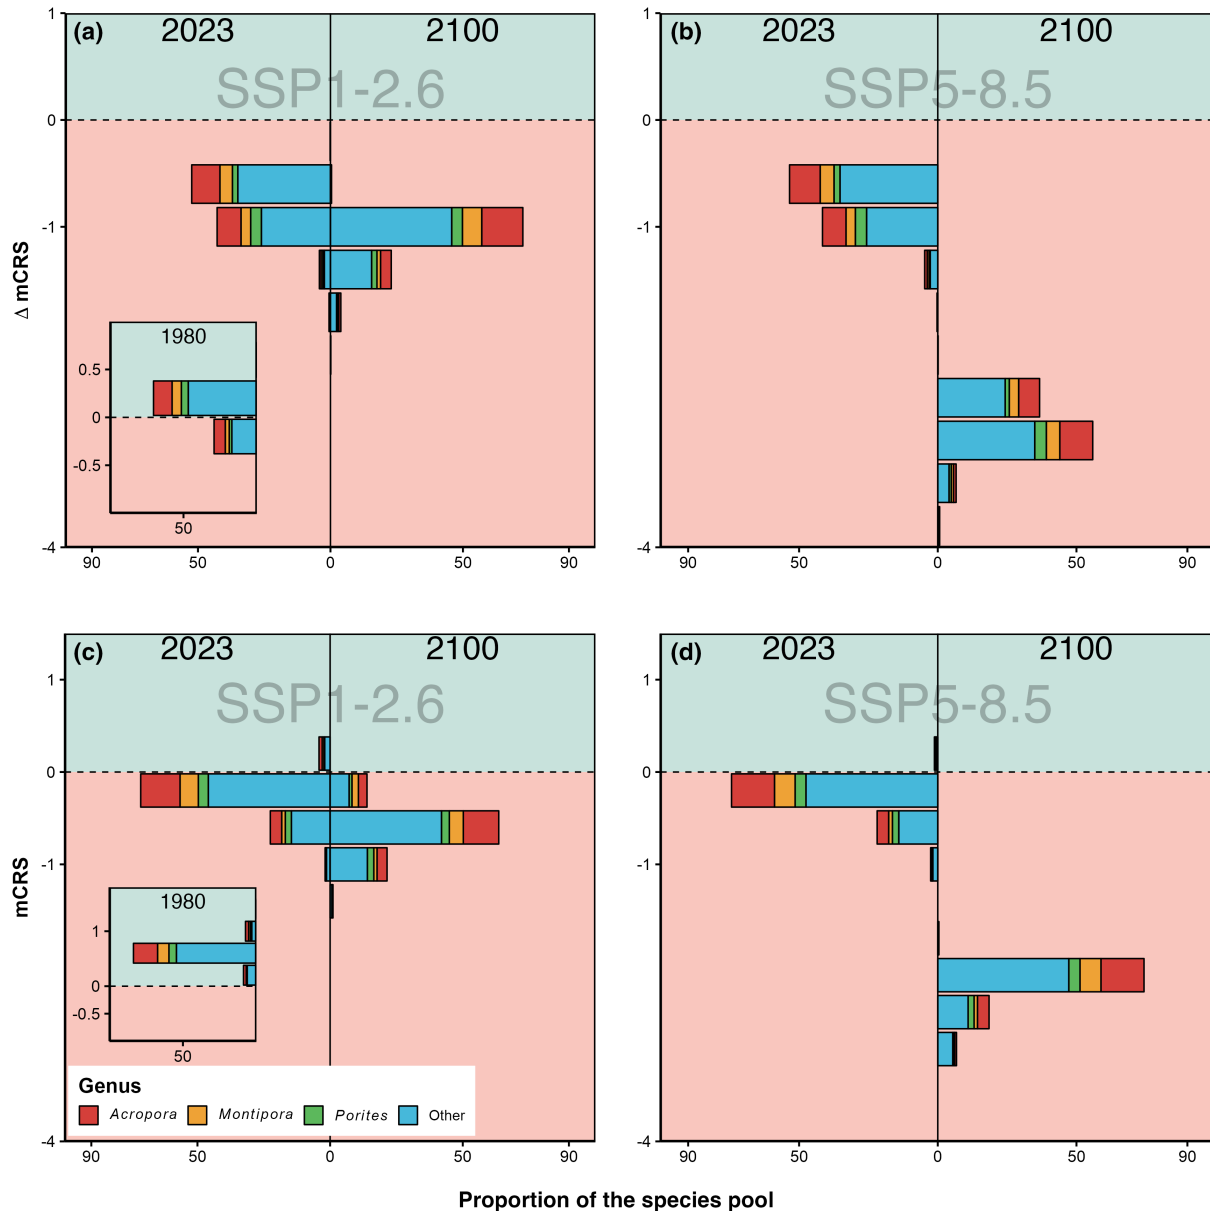 (a) 2023 2100
SSP1-2.6
1
0
-1
-4
Δ mCRS
1980
0.5
0
-0.5
50
90 50 0 50 90
(b) 2023 2100
SSP5-8.5
1
0
-1
-4
90 50 0 50 90
(c) 2023 2100
SSP1-2.6
1
0
-1
-4
mCRS
1980
1
0
-0.5
50
Genus
Acropora Montipora Porites Other
90 50 0 50 90
(d) 2023 2100
SSP5-8.5
1
0
-1
-4
90 50 0 50 90
Proportion of the species pool